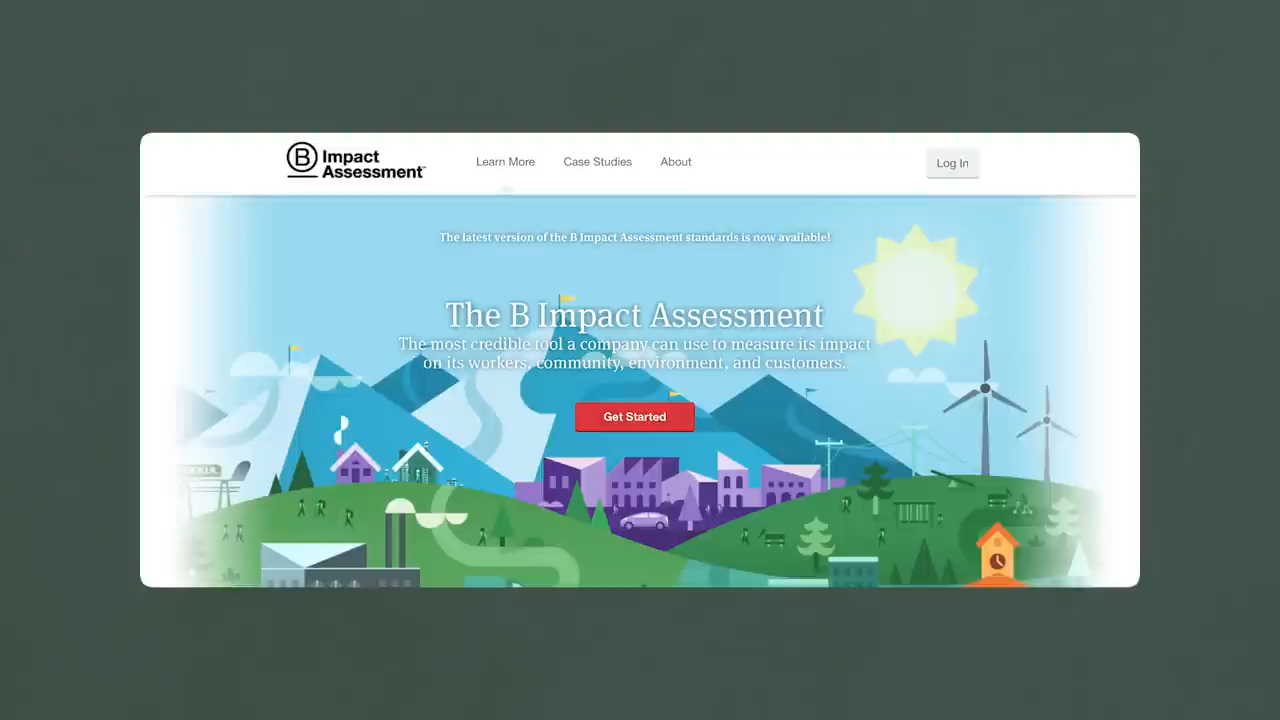 B Impact
Assessment™
Learn More
Case Studies
About
Log In
The latest version of the B Impact Assessment standards is now available!
The B Impact Assessment
The most credible tool a company can use to measure its impact
on its workers, community, environment, and customers.
Get Started